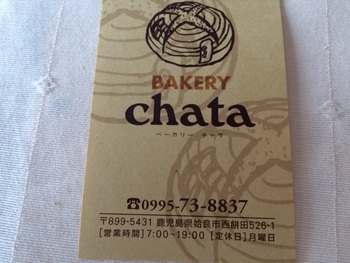 BAKERY
chata
ベーカリー チャタ
☎0995-73-8837
〒899-5431 鹿児島県姶良市西餅田526-1
[営業時間]7:00~19:00 [定休日]月曜日